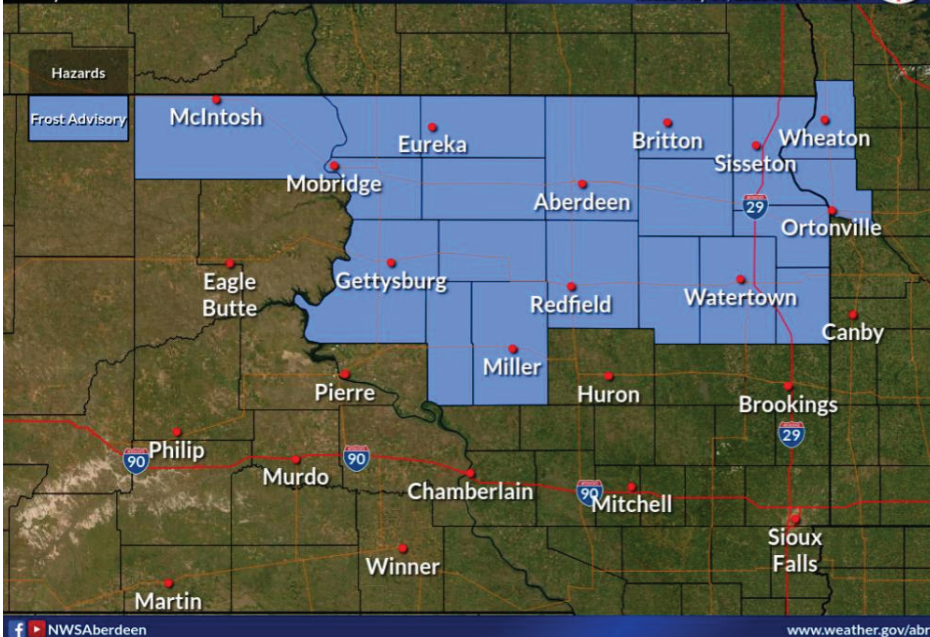 Hazards
Frost Advisory
McIntosh
Eureka
Britton
Wheaton
Sisseton
Mobridge
Aberdeen
29
Ortonville
Eagle
Butte
Gettysburg
Redfield
Watertown
Canby
Miller
Pierre
Huron
Brookings
29
Philip
90
90
Murdo
Chamberlain
90
Mitchell
Sioux
Falls
Winner
Martin
NWSAberdeen
www.weather.gov/abr